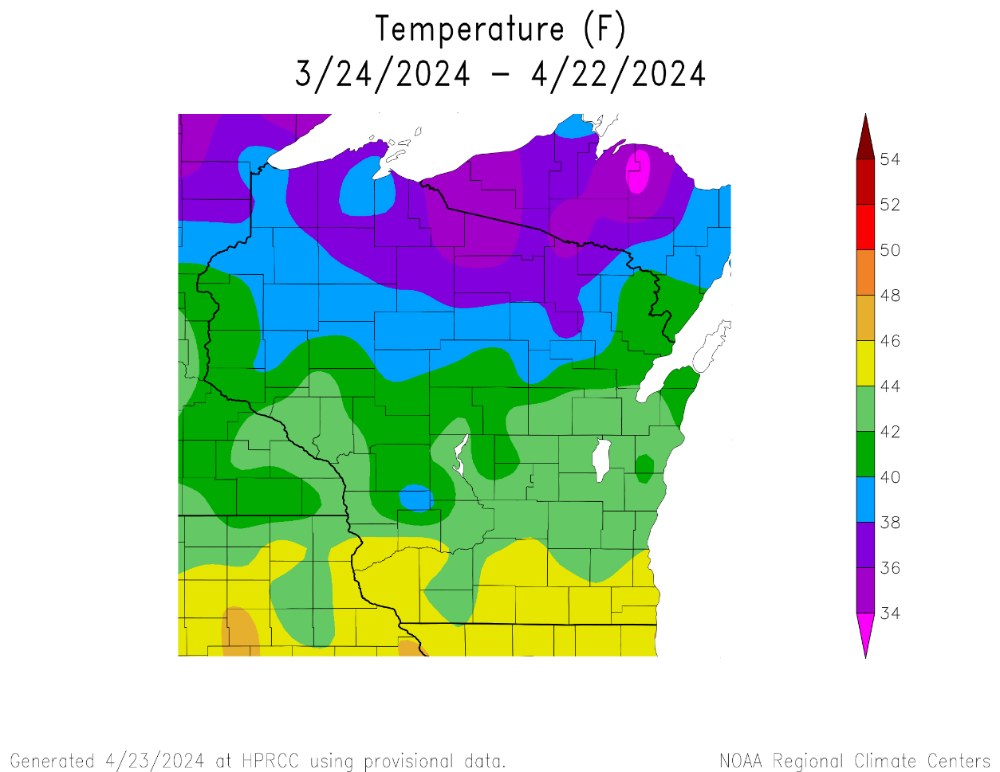 Temperature (F)
3/24/2024 - 4/22/2024
54
52
50
48
46
44
42
40
38
36
34
Generated 4/23/2024 at HPRCC using provisional data.
NOAA Regional Climate Centers